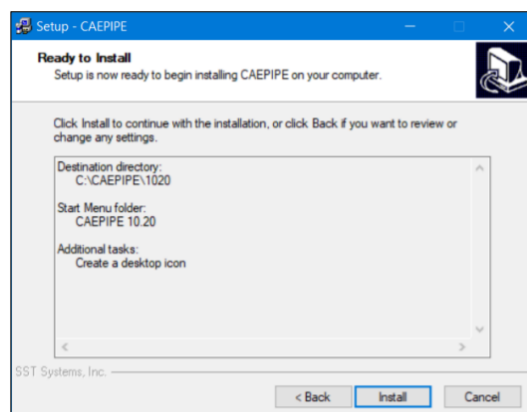 Setup - CAEPIPE
Ready to Install
Setup is now ready to begin installing CAEPIPE on your computer.
Click Install to continue with the installation, or click Back if you want to review or
change any settings.
Destination directory:
C:\CAEPIPE\1020
Start Menu folder:
CAEPIPE 10.20
Additional tasks:
Create a desktop icon
SST Systems, Inc.
< Back
Install
Cancel